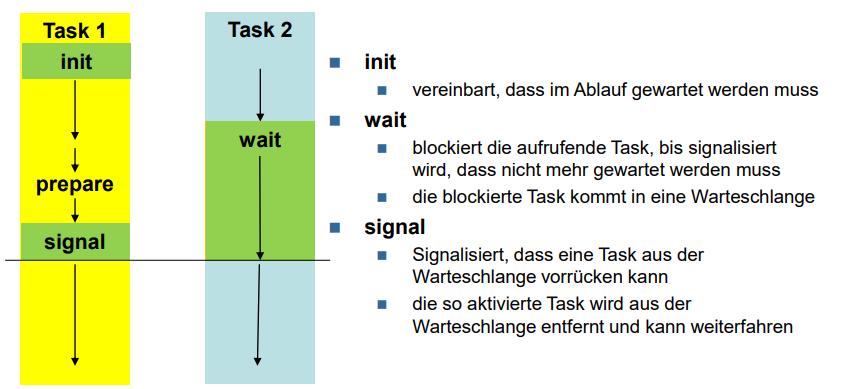 Task 1
init
prepare
signal
Task 2
wait
init
vereinbart, dass im Ablauf gewartet werden muss
wait
blockiert die aufrufende Task, bis signalisiert
wird, dass nicht mehr gewartet werden muss
die blockierte Task kommt in eine Warteschlange
signal
Signalisiert, dass eine Task aus der
Warteschlange vorrücken kann
die so aktivierte Task wird aus der
Warteschlange entfernt und kann weiterfahren